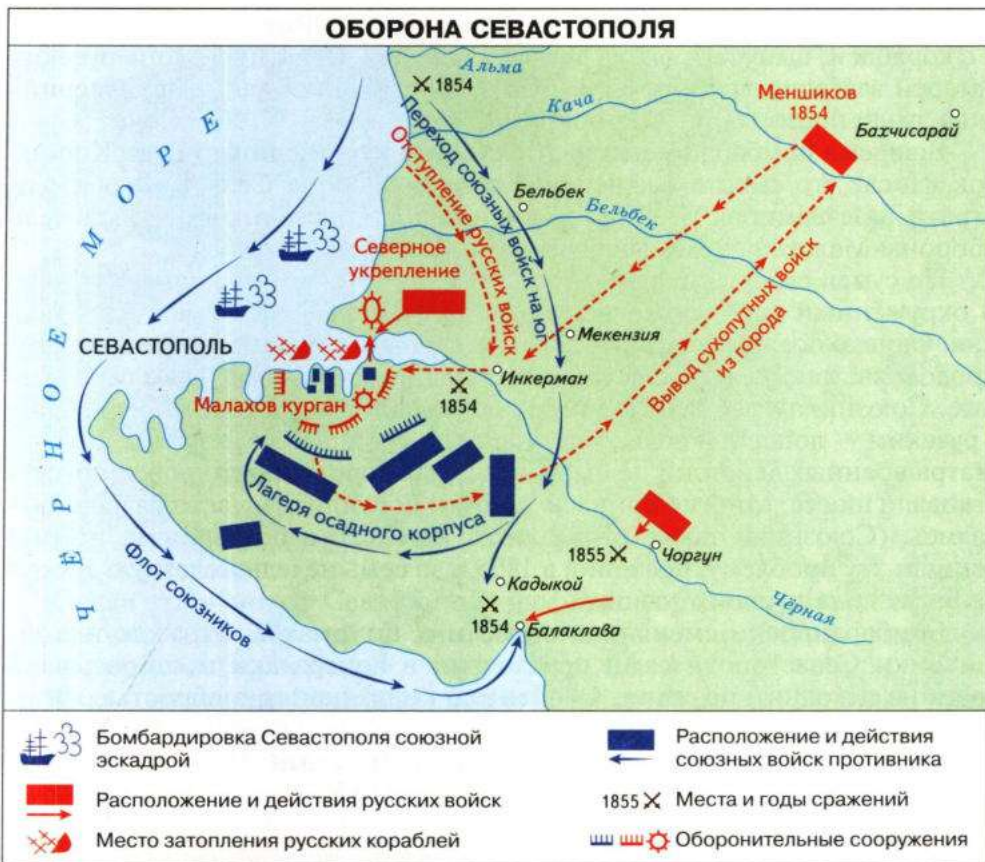 ОБОРОНА СЕВАСТОПОЛЯ
Альма
1854
Кача
Меншиков
1854
Бахчисарай
ЧЕРНОЕ МОРЕ
Переход союзных войск на юг
Отступление русских войск
Бельбек
Бельбек
Северное
укрепление
СЕВАСТОПОЛЬ
Мекензия
Инкерман
1854
Вывод сухопутных войск
из города
Малахов курган
Лагеря осадного корпуса
1855
Чоргун
Флот союзников
Кадыкой
1854
Балаклава
Чёрная
Бомбардировка Севастополя союзной
эскадрой
Расположение и действия русских войск
Место затопления русских кораблей
Расположение и действия
союзных войск противника
1855
Места и годы сражений
Оборонительные сооружения